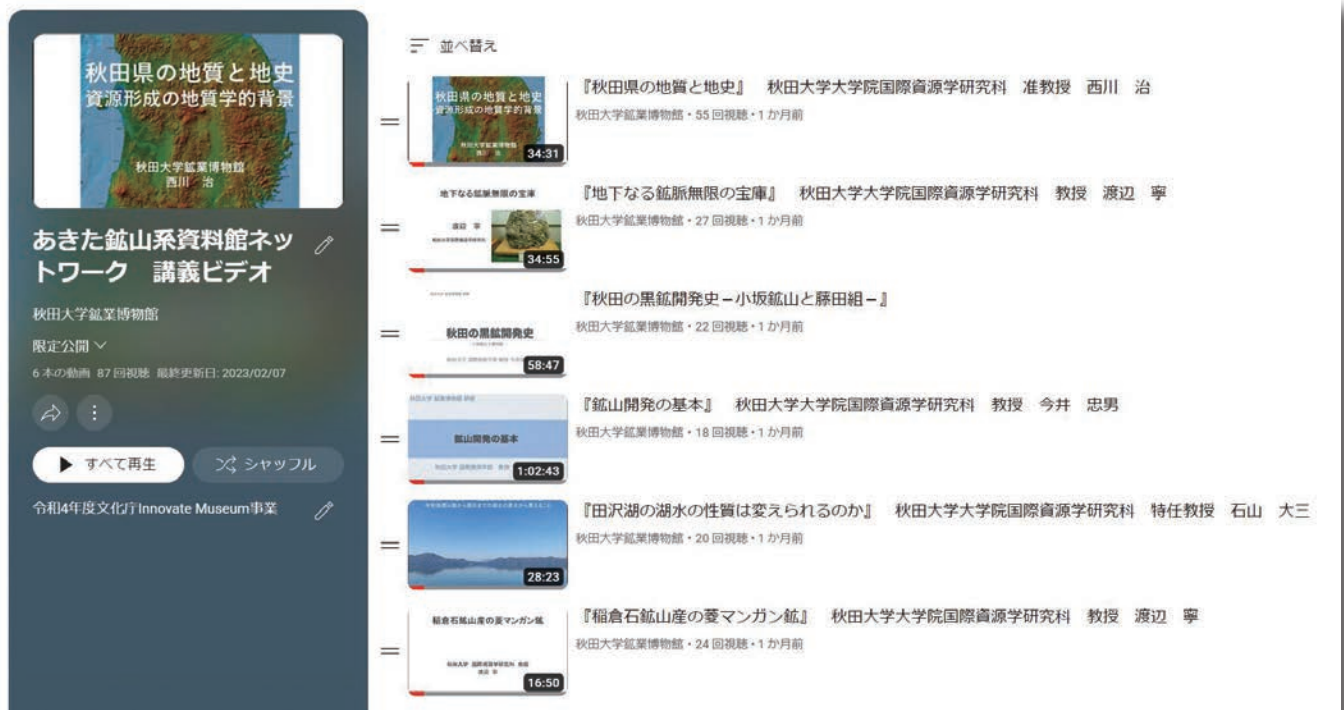 秋田県の地質と地史
資源形成の地質学的背景
秋田大学鉱業博物館
西川 治
あきた鉱山系資料館ネッ
トワーク 講義ビデオ
秋田大学鉱業博物館
限定公開
6 本の動画 87 回視聴 最終更新日: 2023/02/07
すべて再生
シャッフル
令和4年度文化庁Innovate Museum事業
並べ替え
秋田県の地質と地史
資源形成の地質学的背景
秋田大学鉱業博物館
西川 治
34:31
『秋田県の地質と地史』 秋田大学大学院国際資源学研究科 准教授 西川 治
秋田大学鉱業博物館・55 回視聴・1 か月前
地下なる鉱脈無限の宝庫
渡辺 寧
34:55
『地下なる鉱脈無限の宝庫』 秋田大学大学院国際資源学研究科 教授 渡辺 寧
秋田大学鉱業博物館・27 回視聴・1 か月前
秋田の黒鉱開発史
58:47
『秋田の黒鉱開発史－小坂鉱山と藤田組－』
秋田大学鉱業博物館・22 回視聴・1 か月前
鉱山開発の基本
1:02:43
『鉱山開発の基本』 秋田大学大学院国際資源学研究科 教授 今井 忠男
秋田大学鉱業博物館・18 回視聴・1 か月前
28:23
『田沢湖の湖水の性質は変えられるのか』 秋田大学大学院国際資源学研究科 特任教授 石山 大三
秋田大学鉱業博物館・20 回視聴・1 か月前
稲倉石鉱山産の菱マンガン鉱
渡辺 寧
16:50
『稲倉石鉱山産の菱マンガン鉱』 秋田大学大学院国際資源学研究科 教授 渡辺 寧
秋田大学鉱業博物館・24 回視聴・1 か月前